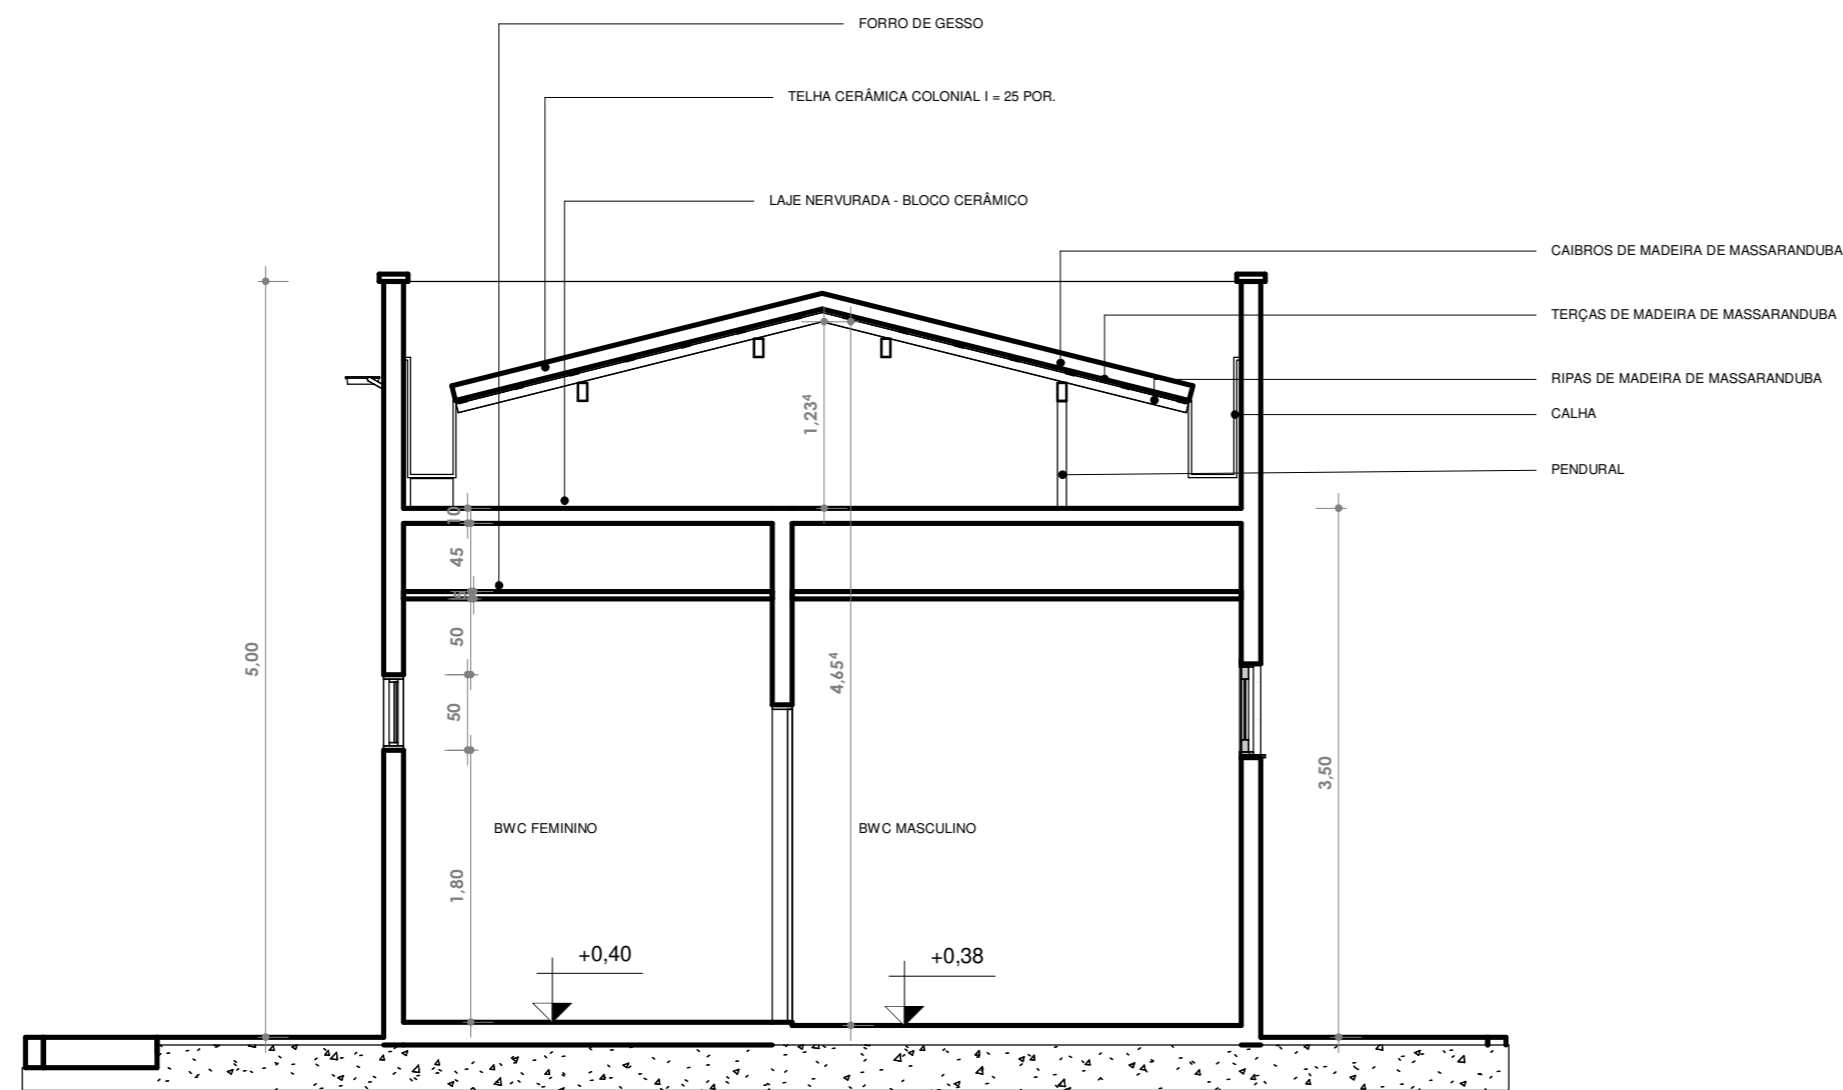 FORRO DE GESSO
TELHA CERÂMICA COLONIAL I = 25 POR.
LAJE NERVURADA - BLOCO CERÂMICO
CAIBROS DE MADEIRA DE MASSARANDUBA
TERÇAS DE MADEIRA DE MASSARANDUBA
RIPAS DE MADEIRA DE MASSARANDUBA
CALHA
PENDURAL
1,23⁴
10
45
50
5,00
4,65⁴
50
3,50
BWC FEMININO
BWC MASCULINO
1,80
+0,40
+0,38